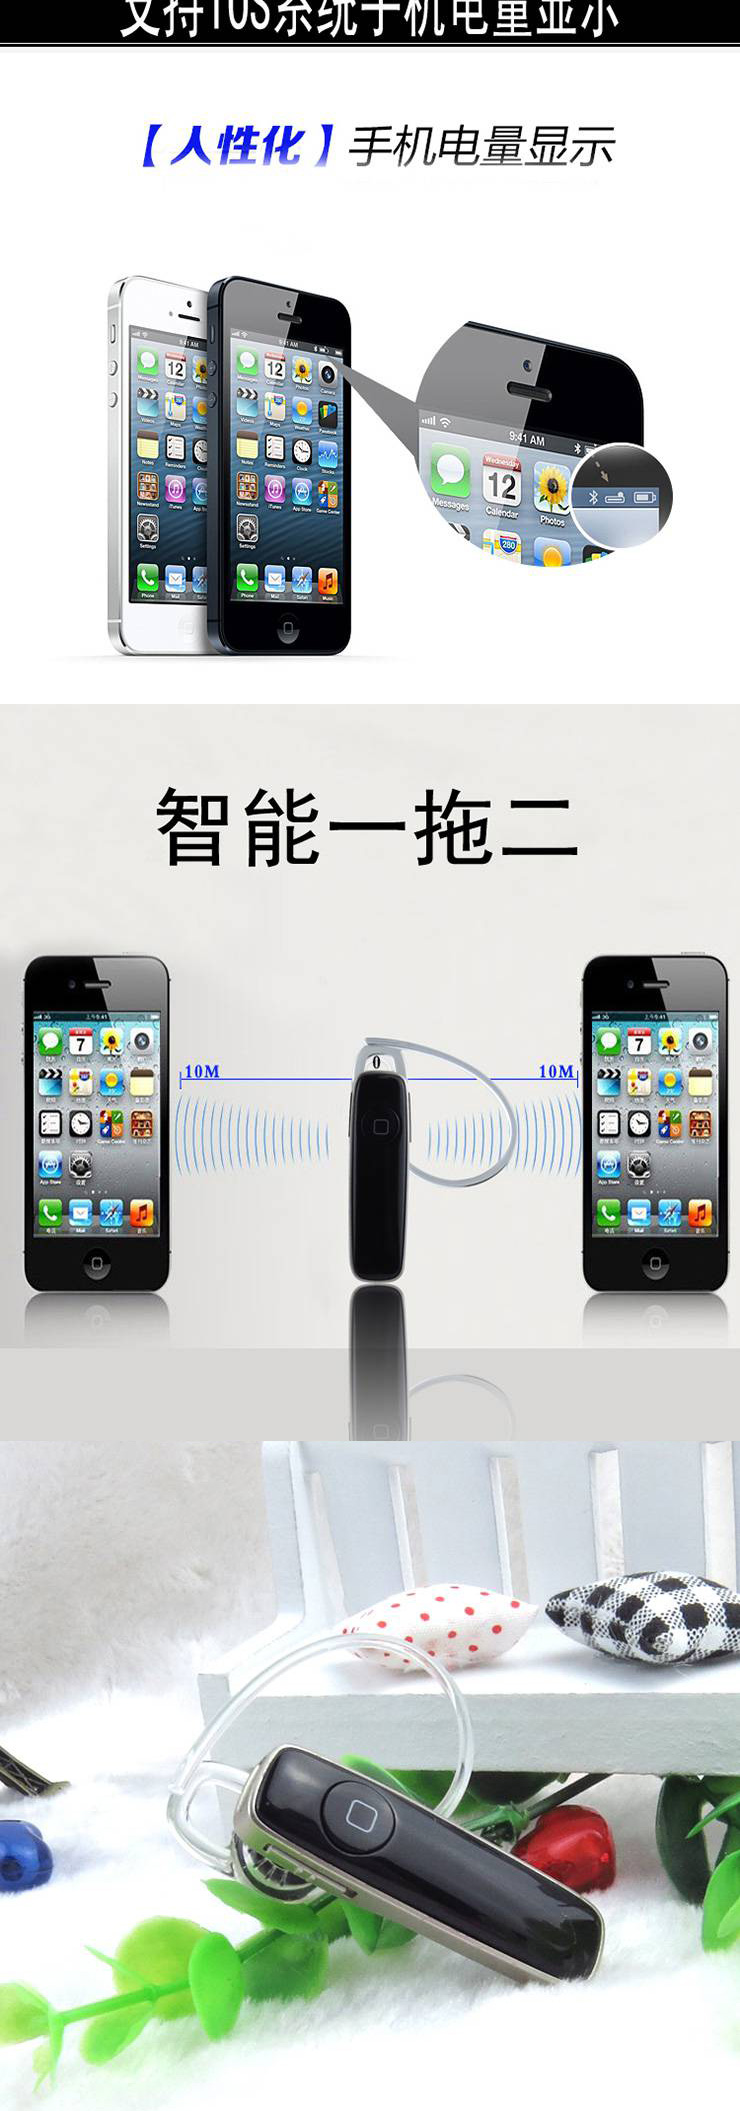 支持IOS系统手机电量显示
【人性化】手机电量显示
9:41 AM
Wednesday
12
Messages
Calendar
Photos
280
智能一拖二
10M
10M